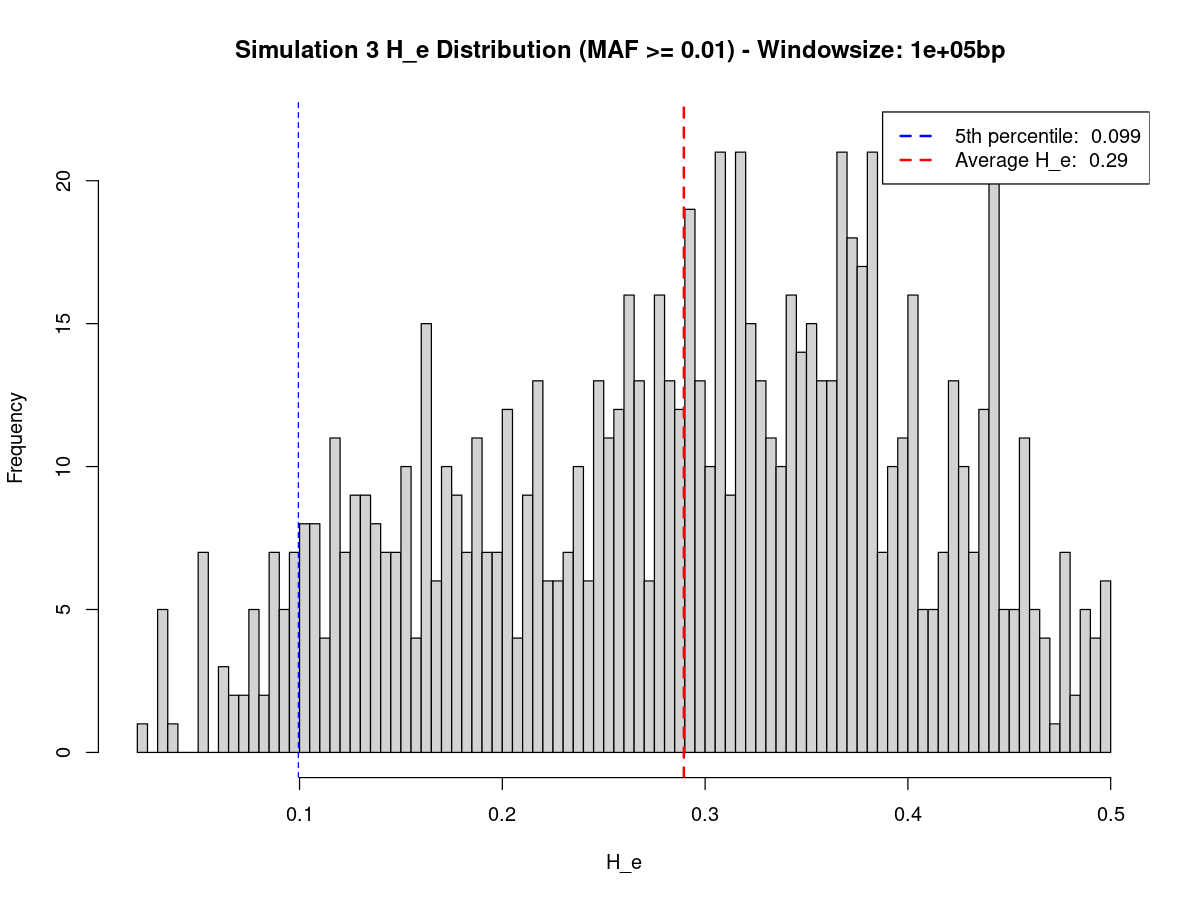 Simulation 3 H_e Distribution (MAF >= 0.01) - Windowsize: 1e+05bp
5th percentile: 0.099
Average H_e: 0.29
20
15
10
5
0
Frequency
0.1 0.2 0.3 0.4 0.5
H_e